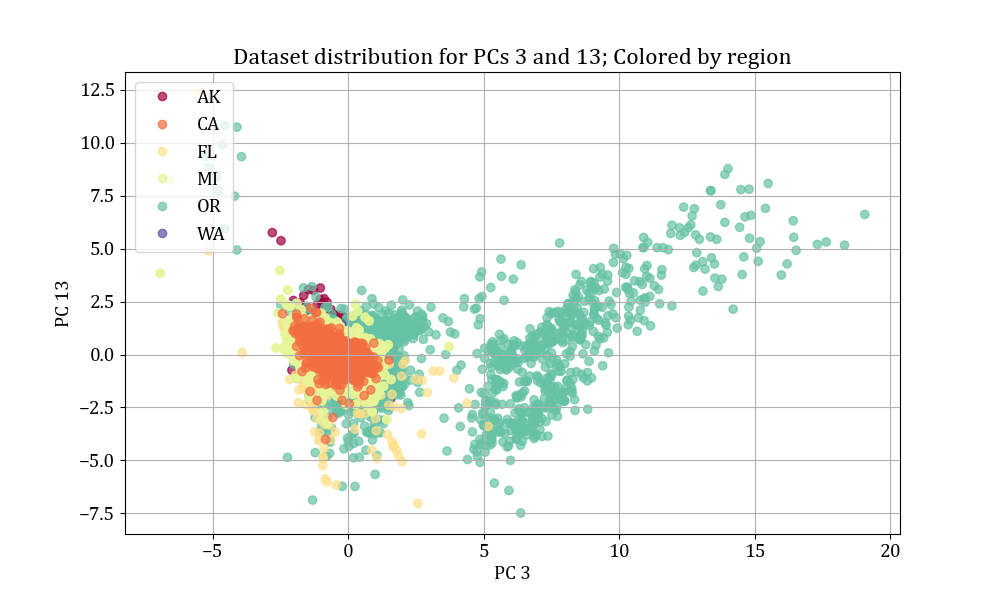 Dataset distribution for PCs 3 and 13; Colored by region
PC 13
12.5
10.0
7.5
5.0
2.5
0.0
−2.5
−5.0
−7.5
AK
CA
FL
MI
OR
WA
−5
0
5
10
15
20
PC 3